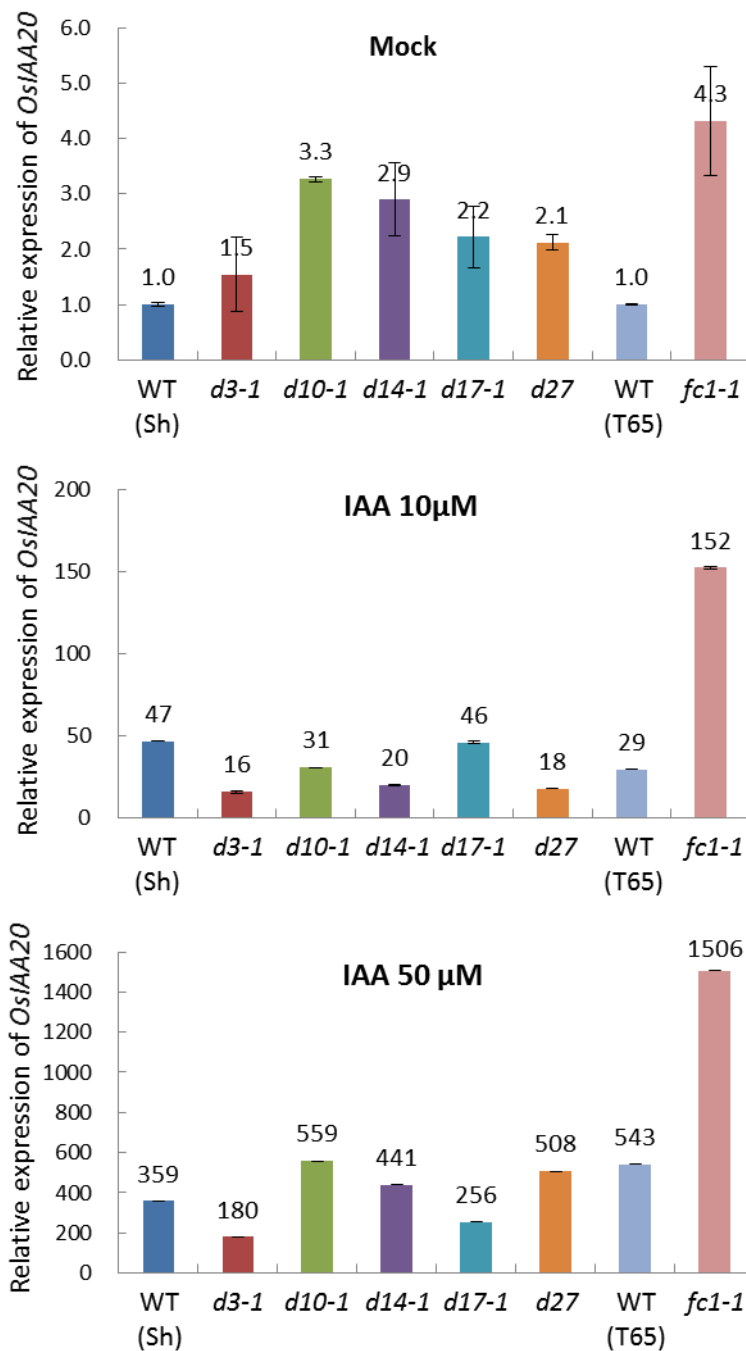 Mock
Relative expression of OsIAA20
6.0
5.0
4.0
3.0
2.0
1.0
0.0
1.0
1.5
3.3
2.9
2.2
2.1
1.0
4.3
WT (Sh)
d3-1
d10-1
d14-1
d17-1
d27
WT (T65)
fc1-1
IAA 10μM
Relative expression of OsIAA20
200
150
100
50
0
47
16
31
20
46
18
29
152
WT (Sh)
d3-1
d10-1
d14-1
d17-1
d27
WT (T65)
fc1-1
IAA 50 μM
Relative expression of OsIAA20
1600
1400
1200
1000
800
600
400
200
0
359
180
559
441
256
508
543
1506
WT (Sh)
d3-1
d10-1
d14-1
d17-1
d27
WT (T65)
fc1-1